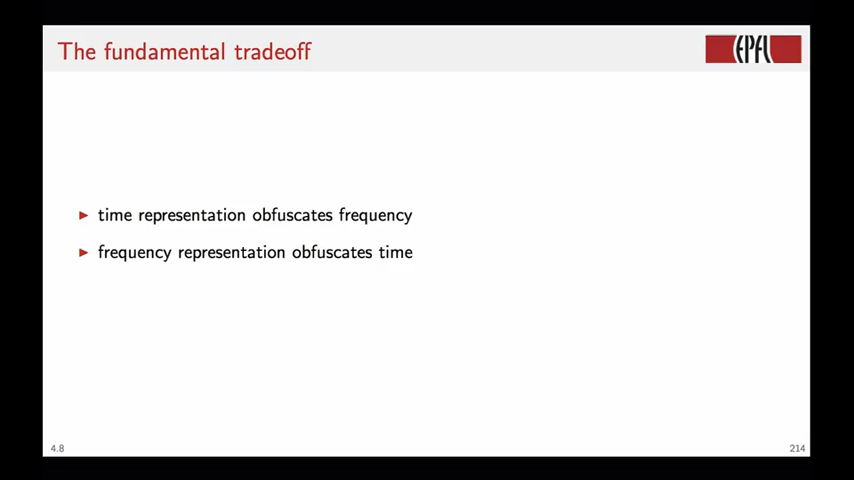 The fundamental tradeoff
EPFL
time representation obfuscates frequency
frequency representation obfuscates time
4.8
214